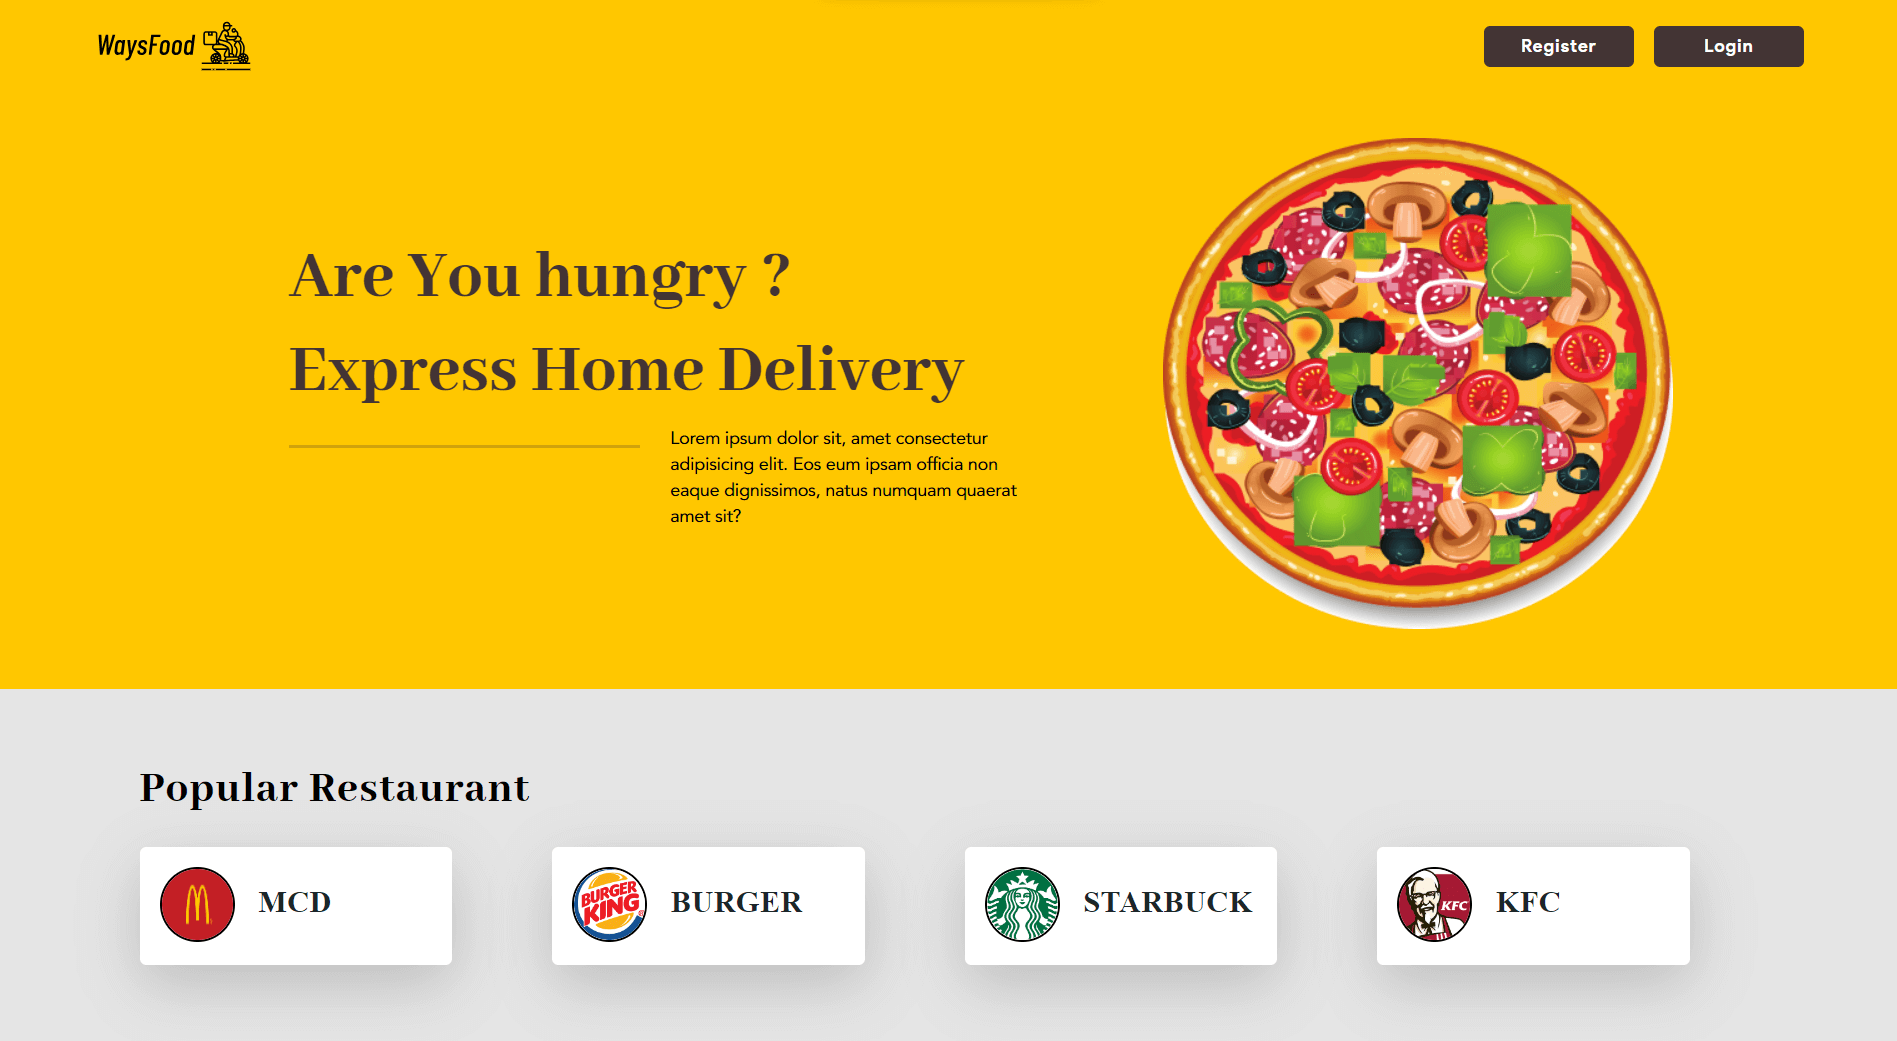 WaysFood
Register
Login
Are You hungry ?
Express Home Delivery
Lorem ipsum dolor sit, amet consectetur
adipisicing elit. Eos eum ipsam officia non
eaque dignissimos, natus numquam quaerat
amet sit?
Popular Restaurant
MCD
BURGER
KING
BURGER
STARBUCK
KFC
KFC